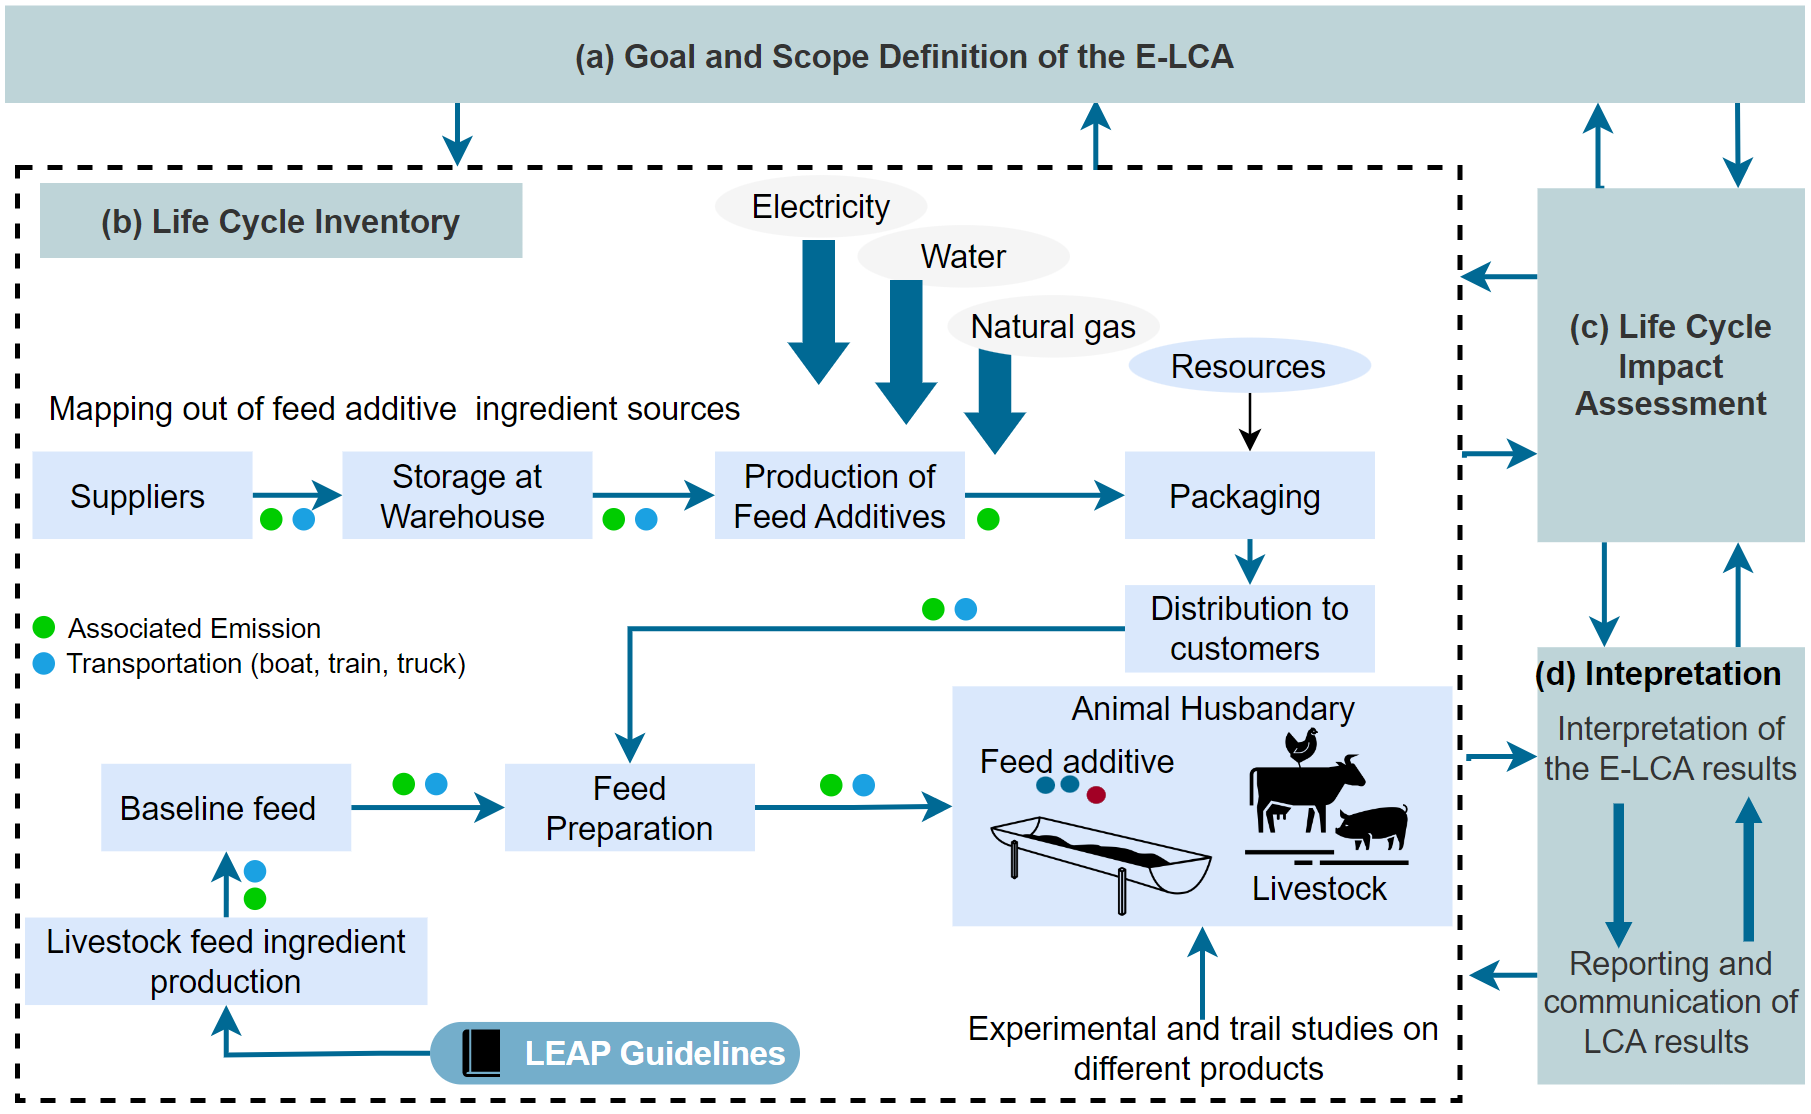 (a) Goal and Scope Definition of the E-LCA
(b) Life Cycle Inventory
Electricity
Water
Natural gas
Resources
Mapping out of feed additive ingredient sources
Suppliers
Storage at
Warehouse
Production of
Feed Additives
Packaging
Distribution to
customers
Associated Emission
Transportation (boat, train, truck)
Baseline feed
Feed
Preparation
Animal Husbandary
Feed additive
Livestock
Livestock feed ingredient
production
LEAP Guidelines
Experimental and trail studies on
different products
(c) Life Cycle
Impact
Assessment
(d) Intepretation
Interpretation of
the E-LCA results
Reporting and
communication of
LCA results